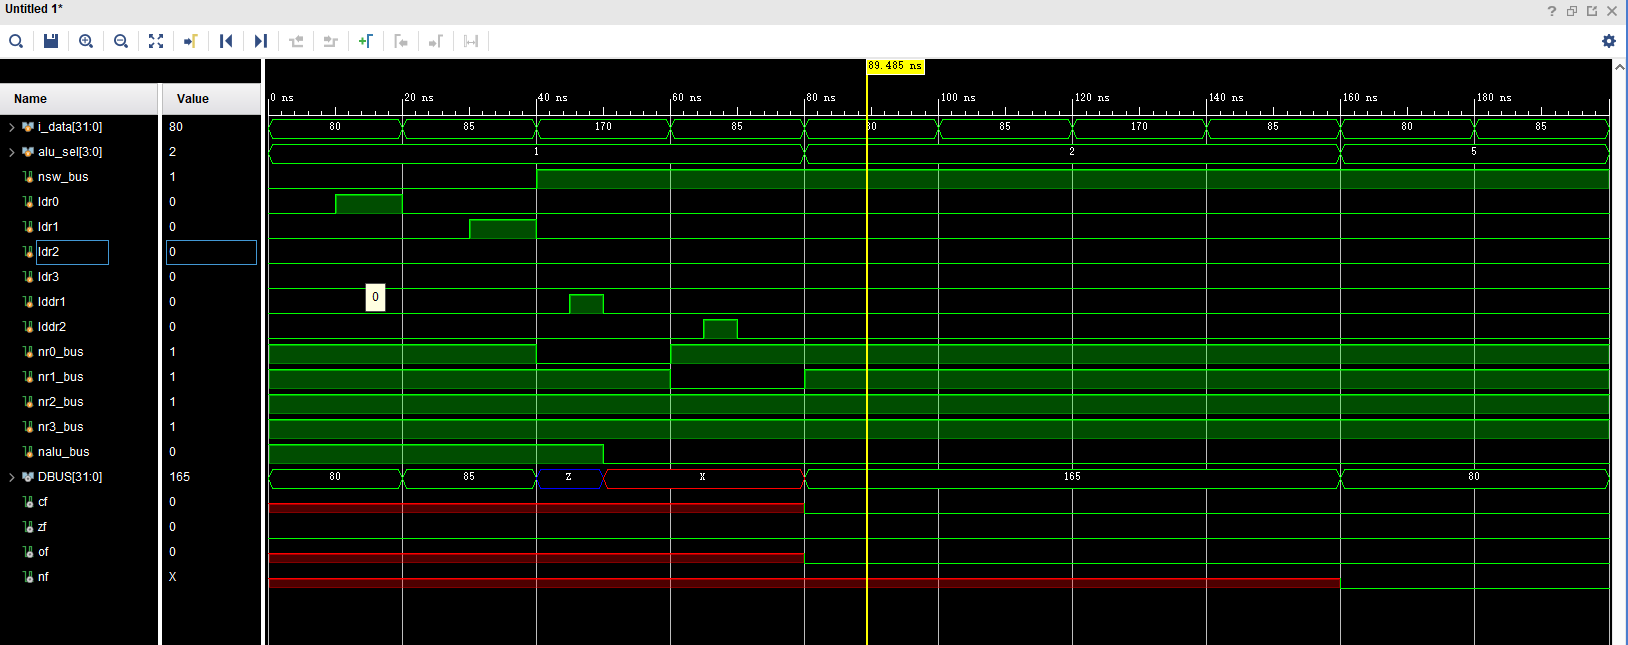 Untitled 1*
89.485 ns
Name Value
0 ns 20 ns 40 ns 60 ns 80 ns 100 ns 120 ns 140 ns 160 ns 180 ns
i_data[31:0] 80 80 85 170 85 80 85 170 85 80 85
alu_sel[3:0] 2 1 2 5
nsw_bus 1
ldr0 0
ldr1 0
ldr2 0
ldr3 0
lddr1 0 0
lddr2 0
nr0_bus 1
nr1_bus 1
nr2_bus 1
nr3_bus 1
nalu_bus 0
DBUS[31:0] 165 80 85 Z X 165 80
cf 0
zf 0
of 0
nf X